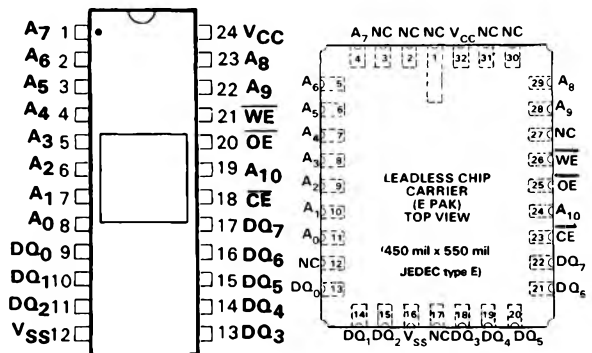 A7 1 24 VCC
A6 2 23 A8
A5 3 22 A9
A4 4 21 WE
A3 5 20 OE
A2 6 19 A10
A1 7 18 CE
A0 8 17 DQ7
DQ0 9 16 DQ6
DQ1 10 15 DQ5
DQ2 11 14 DQ4
VSS 12 13 DQ3
A7 NC NC NC VCC NC NC
4 3 2 1 32 31 30
A6 5 29 A8
A5 6 28 A9
A4 7 27 NC
A3 8 26 WE
A2 9 25 OE
A1 10 24 A10
A0 11 23 CE
NC 12 22 DQ7
DQ0 13 21 DQ6
LEADLESS CHIP
CARRIER
(E PAK)
TOP VIEW
(450 mil x 550 mil
JEDEC type E)
14 15 16 17 18 19 20
DQ1 DQ2 VSS NC DQ3 DQ4 DQ5